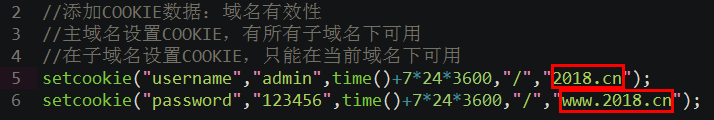 2 //添加COOKIE数据：域名有效性
3 //主域名设置COOKIE，有所有子域名下可用
4 //在子域名设置COOKIE，只能在当前域名下可用
5 setcookie("username","admin",time()+7*24*3600,"/","2018.cn");
6 setcookie("password","123456",time()+7*24*3600,"/","www.2018.cn");